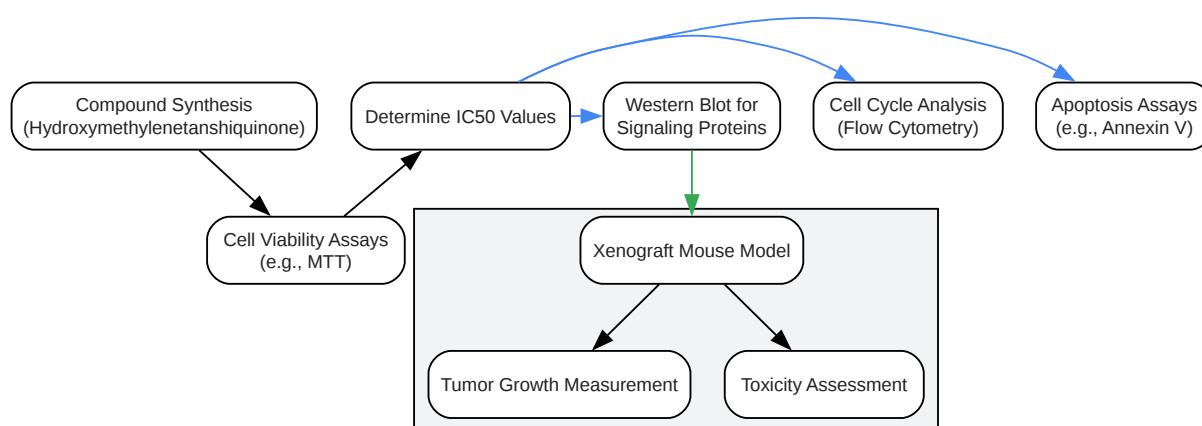 Compound Synthesis
(Hydroxymethylenetanshiquinone)
Determine IC50 Values
Western Blot for
Signaling Proteins
Cell Cycle Analysis
(Flow Cytometry)
Apoptosis Assays
(e.g., Annexin V)
Cell Viability Assays
(e.g., MTT)
Xenograft Mouse Model
Tumor Growth Measurement
Toxicity Assessment